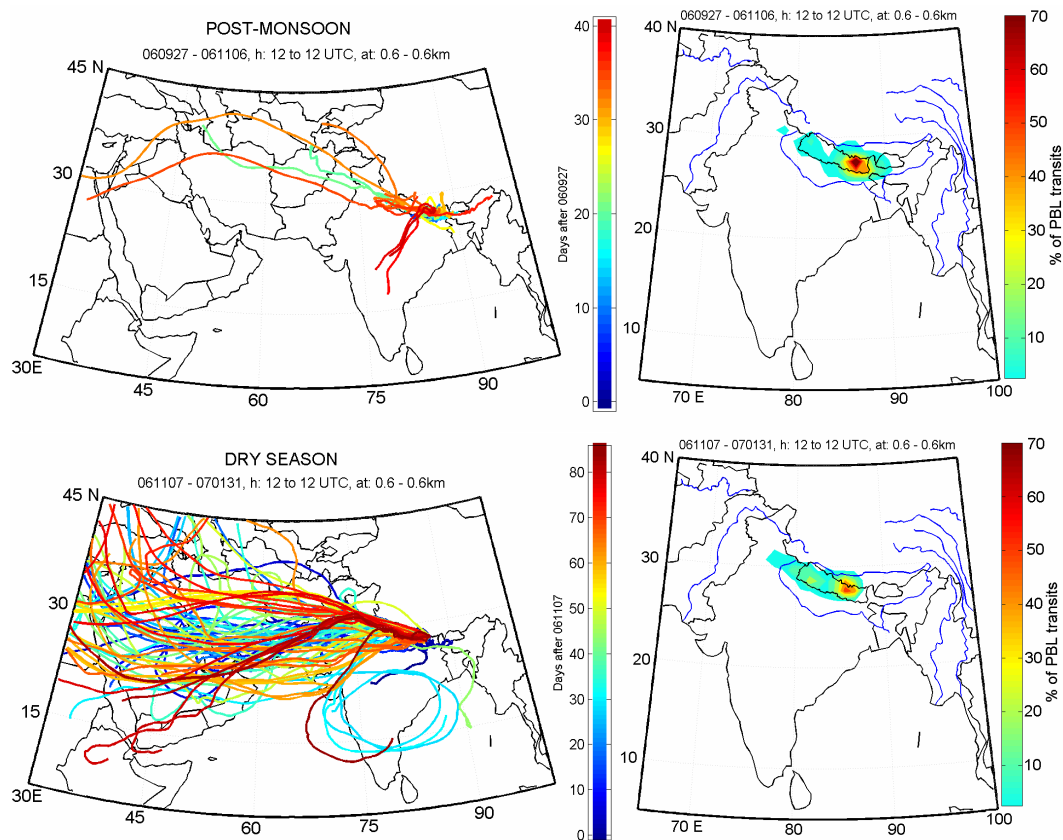 POST-MONSOON
060927 - 061106, h: 12 to 12 UTC, at: 0.6 - 0.6km
45 N
30
15
30E
45
60
75
90
40
30
20
10
0
Days after 060927
060927 - 061106, h: 12 to 12 UTC, at: 0.6 - 0.6km
40 N
30
20
10
70 E
80
90
100
70
60
50
40
30
20
10
% of PBL transits
DRY SEASON
061107 - 070131, h: 12 to 12 UTC, at: 0.6 - 0.6km
45 N
30
15
30E
45
60
75
90
80
70
60
50
40
30
20
10
0
Days after 061107
061107 - 070131, h: 12 to 12 UTC, at: 0.6 - 0.6km
40 N
30
20
10
70 E
80
90
100
70
60
50
40
30
20
10
% of PBL transits